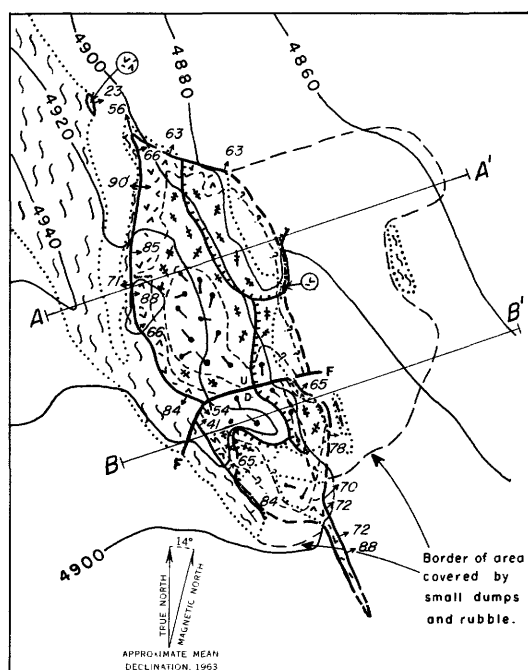 4900
4880
4860
4920
4940
23
56
66
63
63
90
85
71
88
66
A
A'
B
B'
84
54
41
U
D
F
F
65
65
78
84
70
72
72
88
4900
14°
TRUE NORTH
MAGNETIC NORTH
APPROXIMATE MEAN
DECLINATION, 1963
Border of area
covered by
small dumps
and rubble.